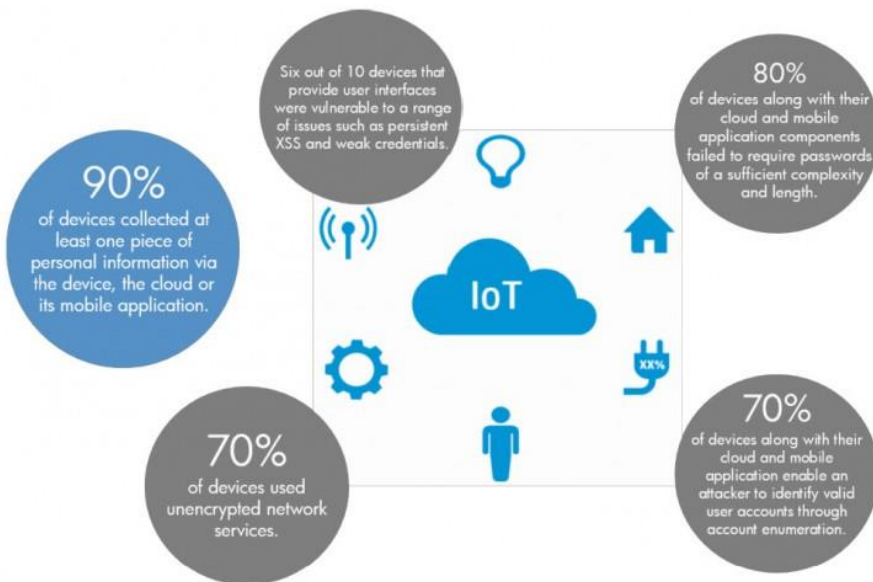 Six out of 10 devices that
provide user interfaces
were vulnerable to a range
of issues such as persistent
XSS and weak credentials.
80%
of devices along with their
cloud and mobile
application components
failed to require passwords
of a sufficient complexity
and length.
90%
of devices collected at
least one piece of
personal information via
the device, the cloud or
its mobile application.
IoT
XX%
70%
of devices used
unencrypted network
services.
70%
of devices along with their
cloud and mobile
application enable an
attacker to identify valid
user accounts through
account enumeration.